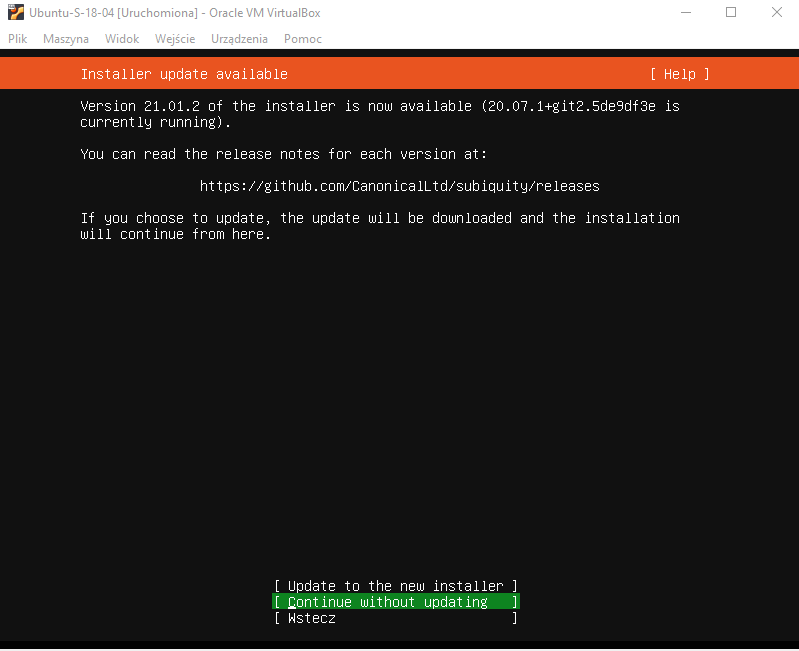 Ubuntu-S-18-04 [Uruchomiona] - Oracle VM VirtualBox
Plik Maszyna Widok Wejście Urządzenia Pomoc
Installer update available [ Help ]
Version 21.01.2 of the installer is now available (20.07.1+git2.5de9df3e is
currently running).
You can read the release notes for each version at:
https://github.com/CanonicalLtd/subiquity/releases
If you choose to update, the update will be downloaded and the installation
will continue from here.
[ Update to the new installer ]
[ Continue without updating ]
[ Wstecz ]